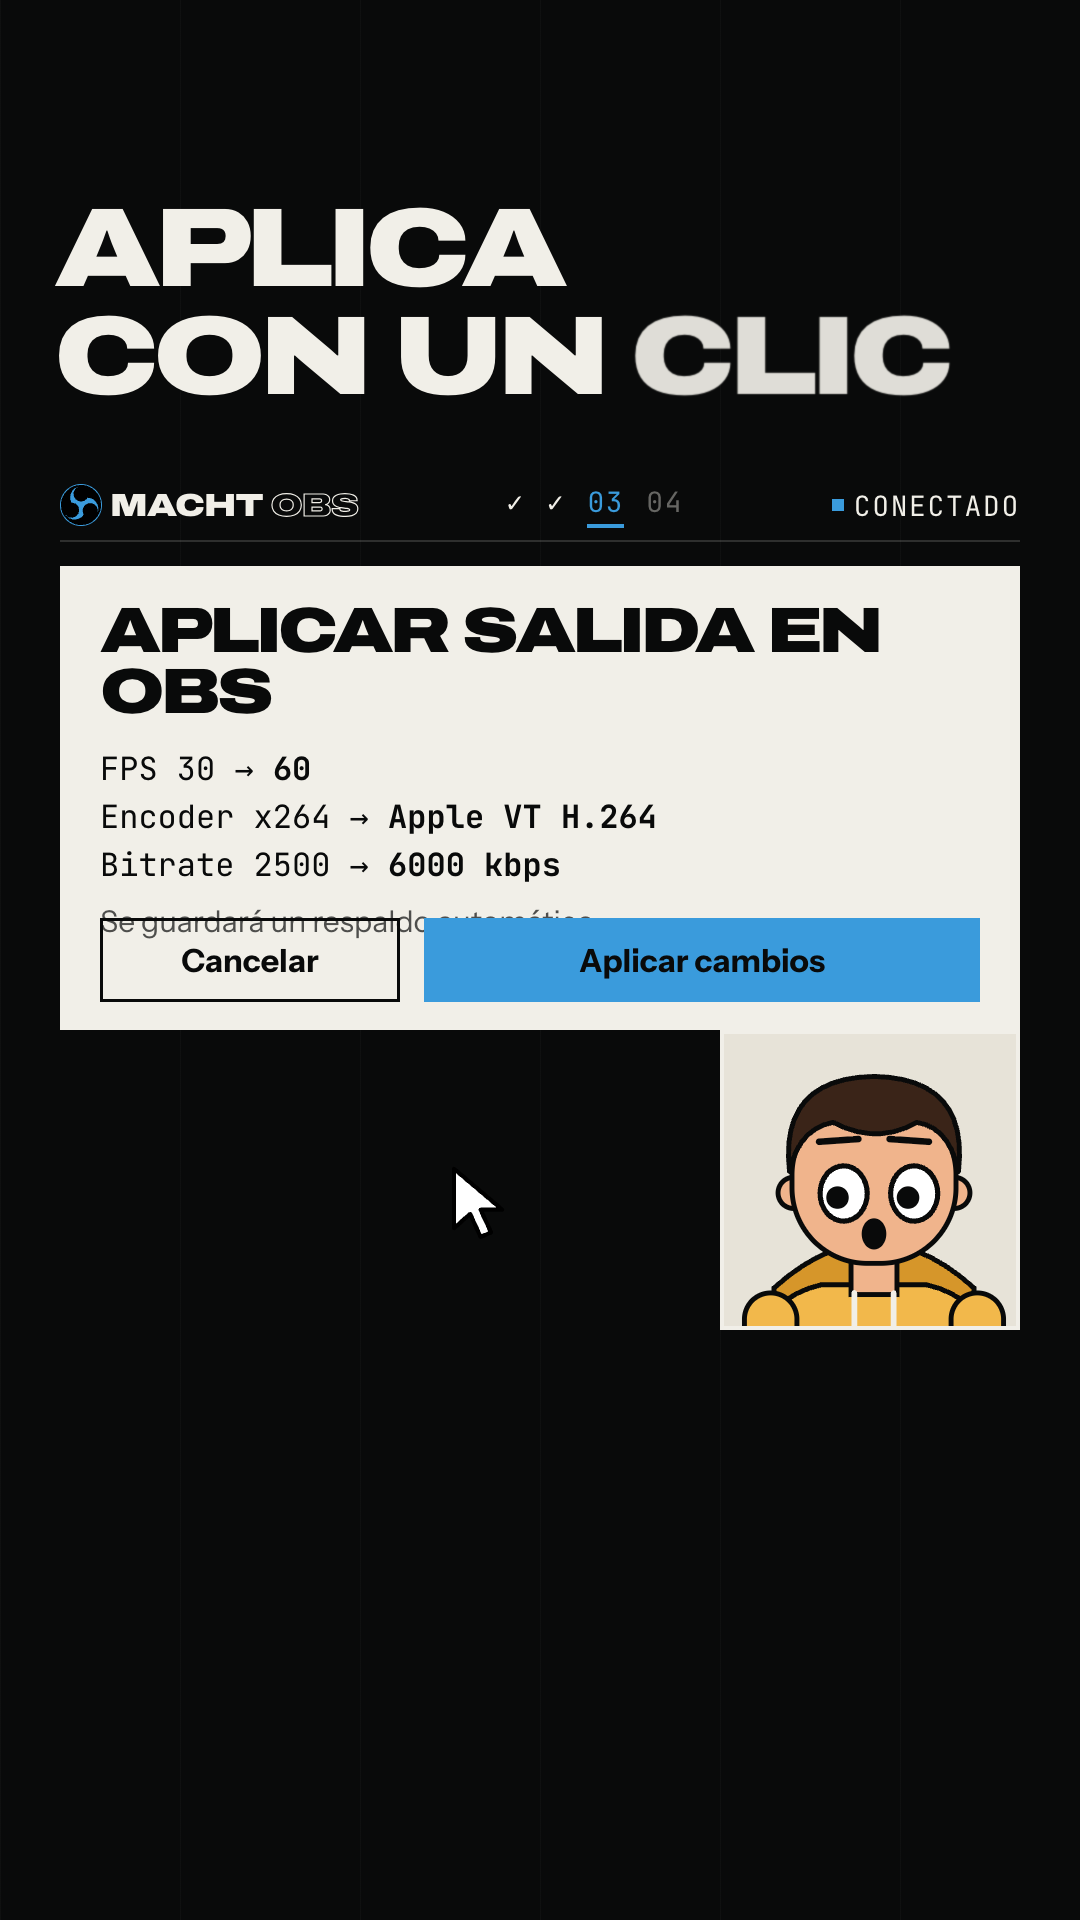 APLICA
CON UN CLIC
MACHT OBS
✓ ✓ 03 04
CONECTADO
APLICAR SALIDA EN
OBS
FPS 30 → 60
Encoder x264 → Apple VT H.264
Bitrate 2500 → 6000 kbps
Se guardará un respaldo automático.
Cancelar
Aplicar cambios